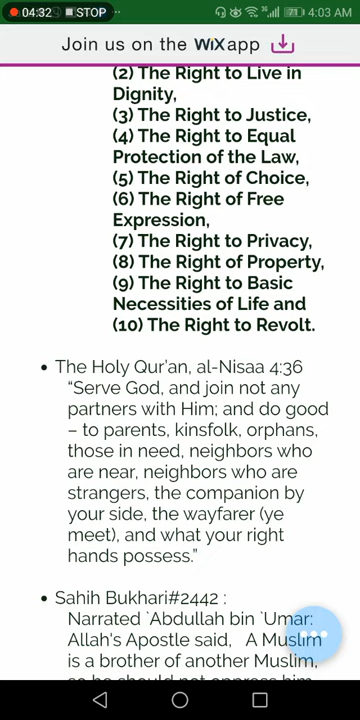 04:32 STOP 71 4:03 AM
Join us on the WiX app
(2) The Right to Live in
Dignity,
(3) The Right to Justice,
(4) The Right to Equal
Protection of the Law,
(5) The Right of Choice,
(6) The Right of Free
Expression,
(7) The Right to Privacy,
(8) The Right of Property,
(9) The Right to Basic
Necessities of Life and
(10) The Right to Revolt.
• The Holy Qur'an, al-Nisaa 4:36
“Serve God, and join not any
partners with Him; and do good
– to parents, kinsfolk, orphans,
those in need, neighbors who
are near, neighbors who are
strangers, the companion by
your side, the wayfarer (ye
meet), and what your right
hands possess.”
• Sahih Bukhari#2442 :
Narrated `Abdullah bin `Umar:
Allah's Apostle said, A Muslim
is a brother of another Muslim,
so he should not oppress him